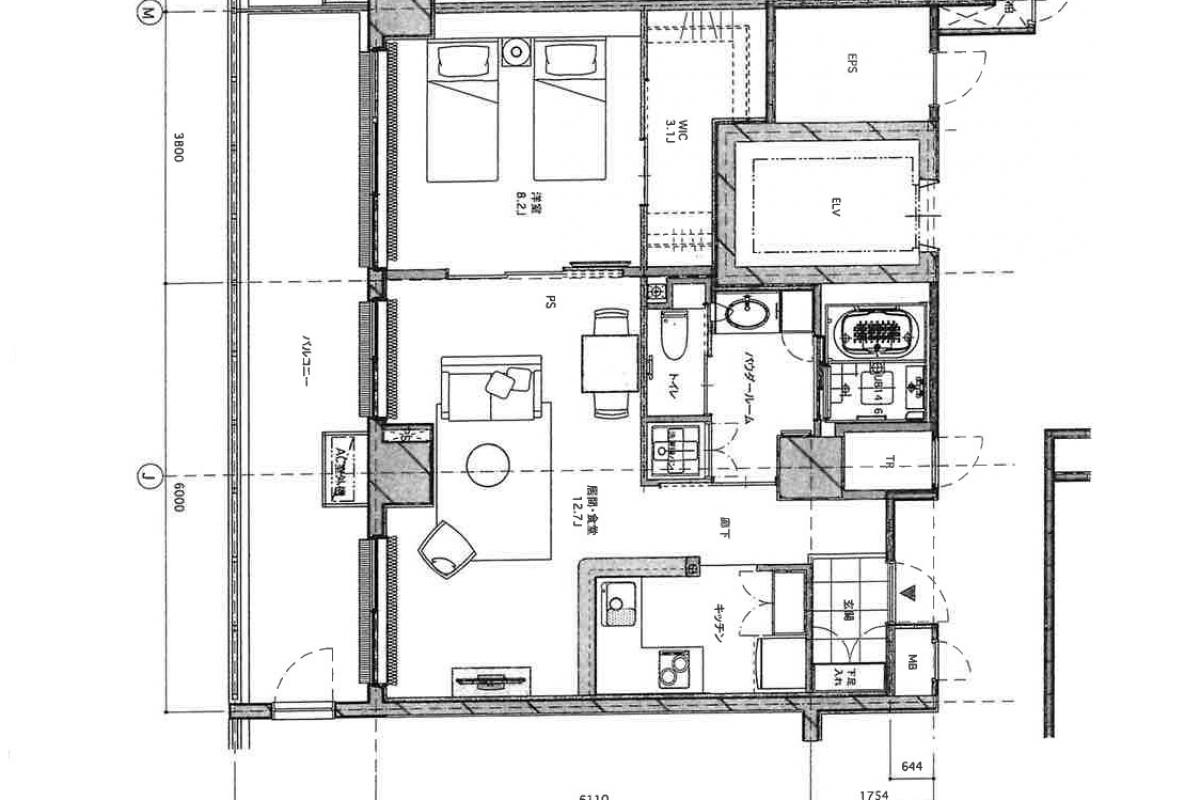 M
EPS
3800
WIC
3.1J
洋室
8.2J
ELV
PS
バルコニー
トイレ
パウダールーム
UB1416
J
AC室外機
TR
6000
居間・食堂
12.7J
廊下
キッチン
玄関
MB
下足
入れ
644
6110
1754